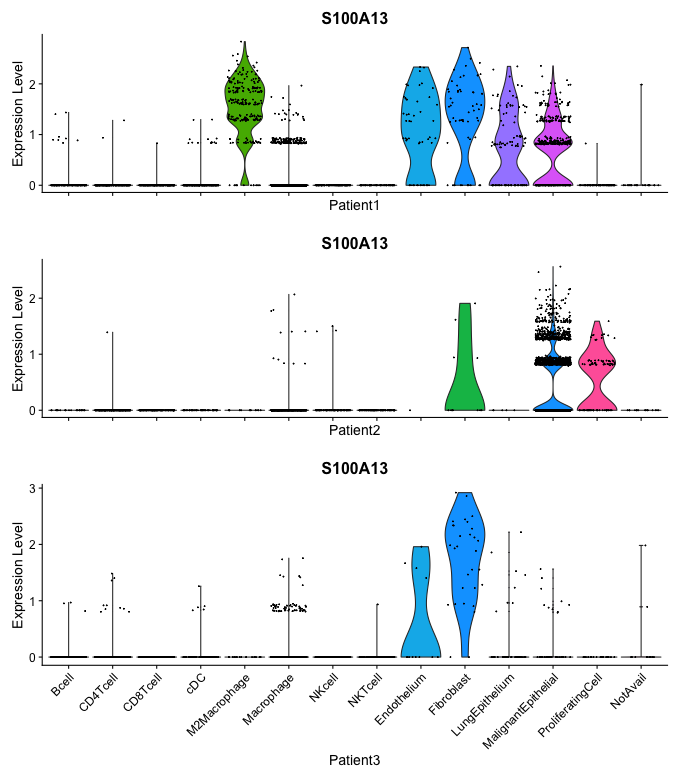 S100A13
Expression Level
2
1
0
Patient1
S100A13
Expression Level
2
1
0
Patient2
S100A13
Expression Level
3
2
1
0
Bcell
CD4Tcell
CD8Tcell
cDC
M2Macrophage
Macrophage
NKcell
NKTcell
Endothelium
Fibroblast
LungEpithelium
MalignantEpithelial
ProliferatingCell
NotAvail
Patient3